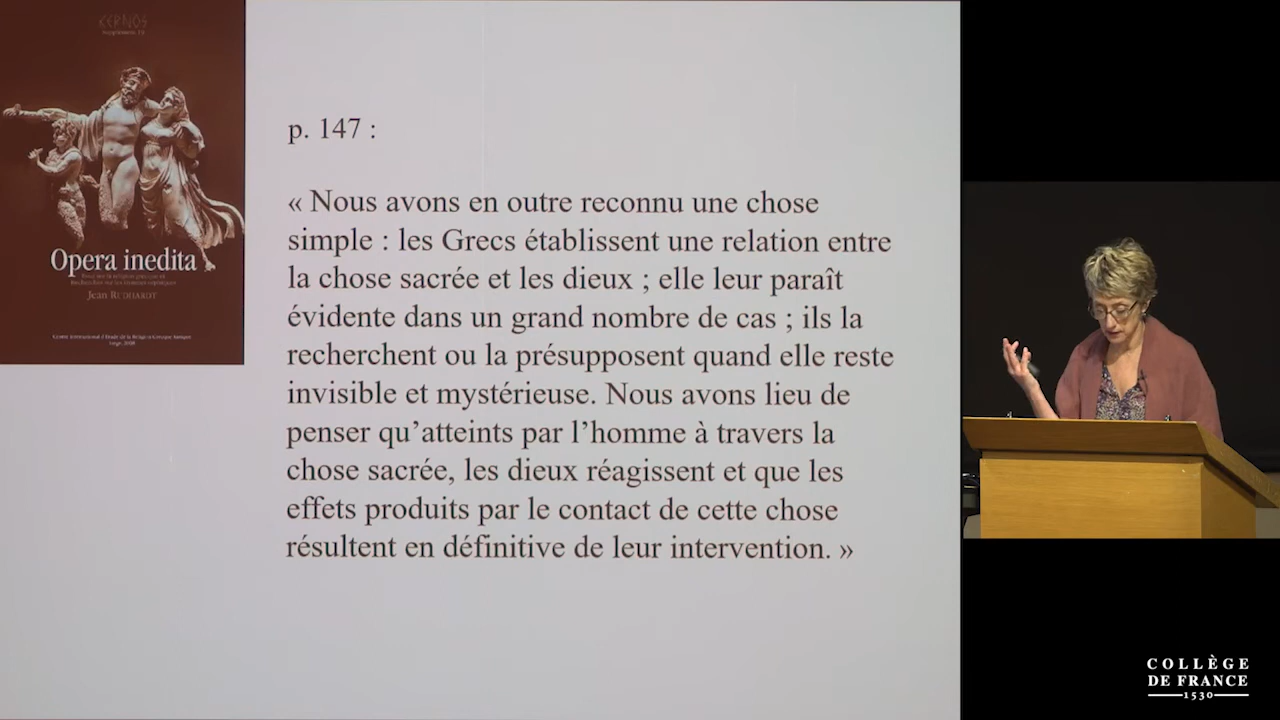 KERNOS
Supplément 19
Opera inedita
Jean RUDHARDT
Liège, 2008
p. 147 :
« Nous avons en outre reconnu une chose
simple : les Grecs établissent une relation entre
la chose sacrée et les dieux ; elle leur paraît
évidente dans un grand nombre de cas ; ils la
recherchent ou la présupposent quand elle reste
invisible et mystérieuse. Nous avons lieu de
penser qu’atteints par l’homme à travers la
chose sacrée, les dieux réagissent et que les
effets produits par le contact de cette chose
résultent en définitive de leur intervention. »
COLLÈGE
DE FRANCE
1530